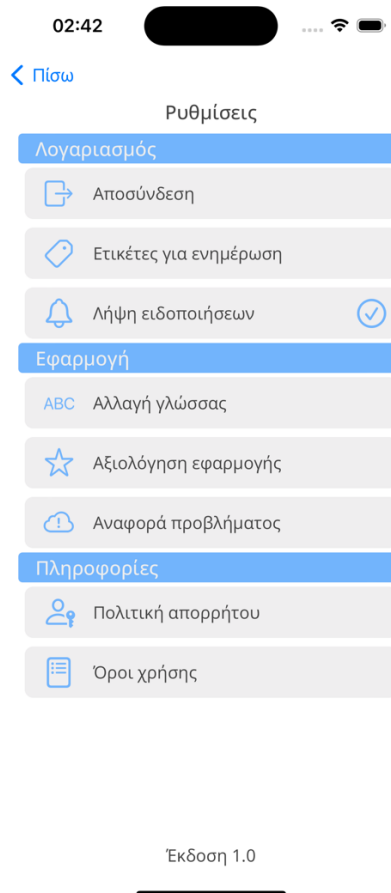 02:42
Πίσω
Ρυθμίσεις
Λογαριασμός
Αποσύνδεση
Ετικέτες για ενημέρωση
Λήψη ειδοποιήσεων
Εφαρμογή
ABC Αλλαγή γλώσσας
Αξιολόγηση εφαρμογής
Αναφορά προβλήματος
Πληροφορίες
Πολιτική απορρήτου
Όροι χρήσης
Έκδοση 1.0